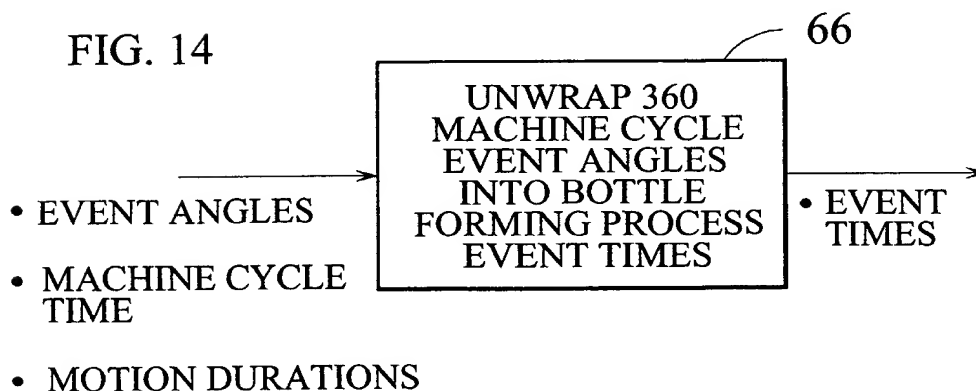 FIG. 14
66
UNWRAP 360
MACHINE CYCLE
EVENT ANGLES
INTO BOTTLE
FORMING PROCESS
EVENT TIMES
• EVENT ANGLES
• MACHINE CYCLE
TIME
• MOTION DURATIONS
• EVENT
TIMES